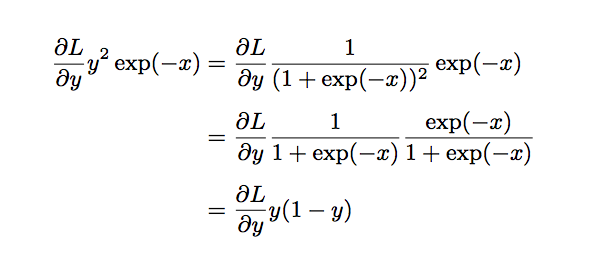 ∂L/∂y y² exp(−x) = ∂L/∂y 1/(1 + exp(−x))² exp(−x)
= ∂L/∂y 1/(1 + exp(−x)) exp(−x)/(1 + exp(−x))
= ∂L/∂y y(1 − y)